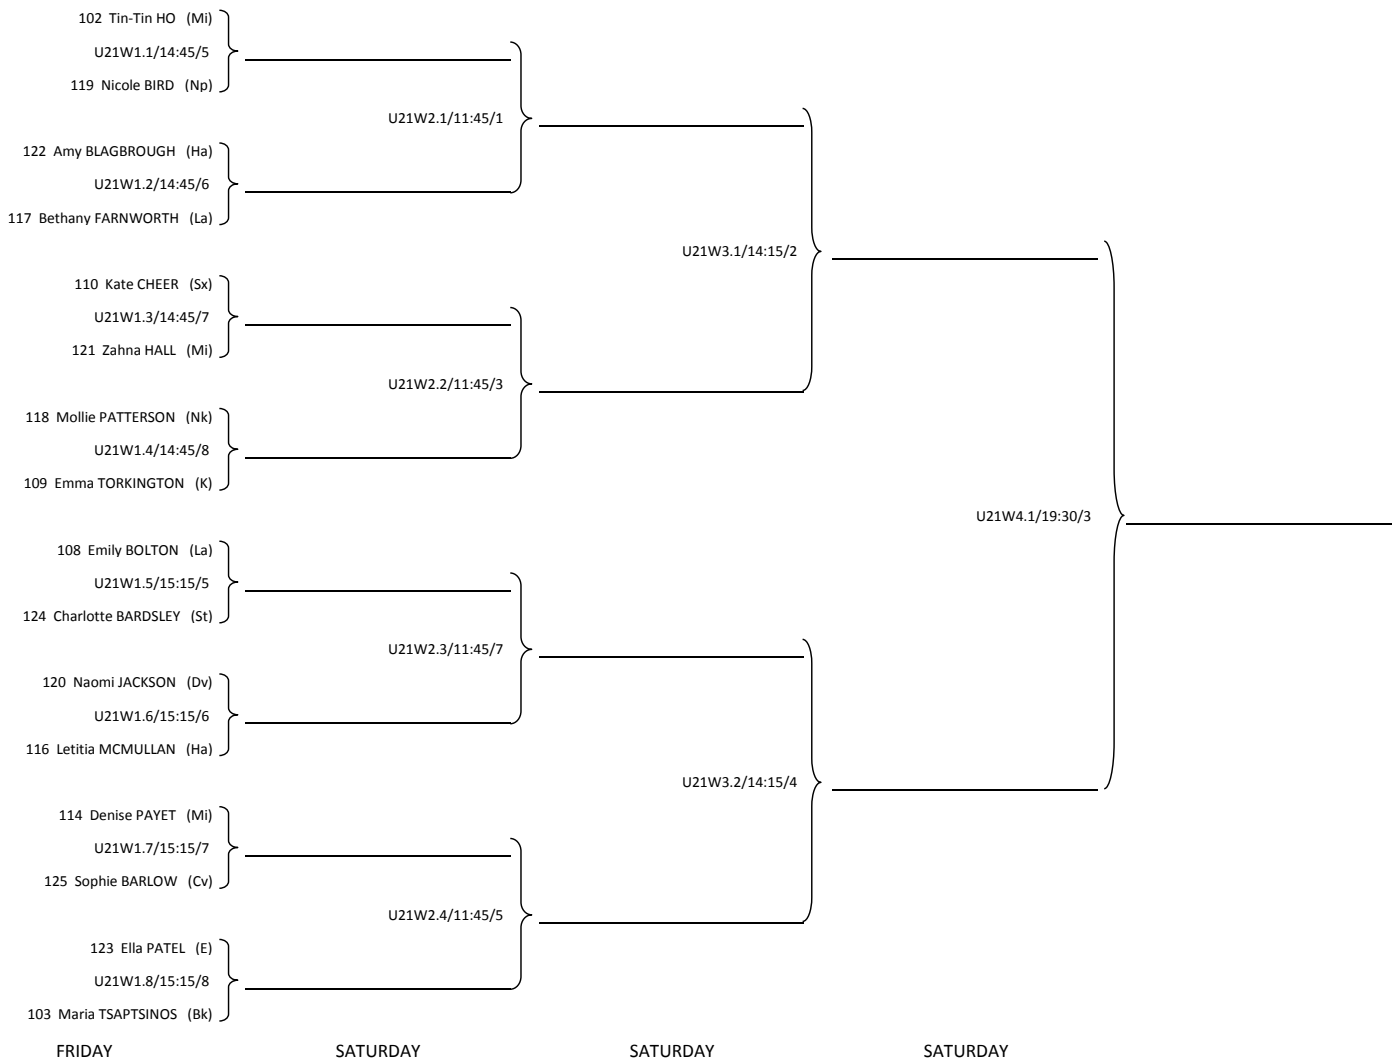 102 Tin-Tin HO (Mi)
U21W1.1/14:45/5
119 Nicole BIRD (Np)
U21W2.1/11:45/1
122 Amy BLAGBROUGH (Ha)
U21W1.2/14:45/6
117 Bethany FARNWORTH (La)
U21W3.1/14:15/2
110 Kate CHEER (Sx)
U21W1.3/14:45/7
121 Zahna HALL (Mi)
U21W2.2/11:45/3
118 Mollie PATTERSON (Nk)
U21W1.4/14:45/8
109 Emma TORKINGTON (K)
U21W4.1/19:30/3
108 Emily BOLTON (La)
U21W1.5/15:15/5
124 Charlotte BARDSLEY (St)
U21W2.3/11:45/7
120 Naomi JACKSON (Dv)
U21W1.6/15:15/6
116 Letitia MCMULLAN (Ha)
U21W3.2/14:15/4
114 Denise PAYET (Mi)
U21W1.7/15:15/7
125 Sophie BARLOW (Cv)
U21W2.4/11:45/5
123 Ella PATEL (E)
U21W1.8/15:15/8
103 Maria TSAPTSINOS (Bk)
FRIDAY SATURDAY SATURDAY SATURDAY